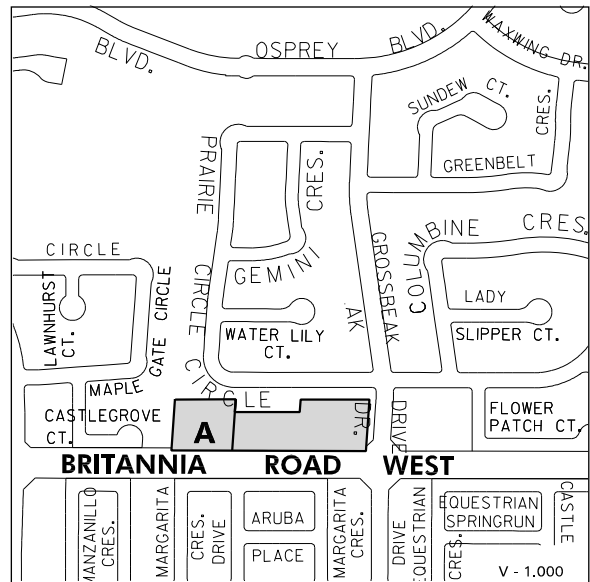 BLVD.
OSPREY
BLVD.
WAXWING DR.
SUNDEW CT.
CRES.
GREENBELT
PRAIRIE
CIRCLE
CIRCLE
CRES.
GEMINI
GROSSBEAK
COLUMBINE CRES.
CIRCLE
LAWNHURST
CT.
GATE CIRCLE
MAPLE
WATER LILY
CT.
AK
LADY
SLIPPER CT.
CASTLEGROVE
CT.
A
DR.
DRIVE
FLOWER
PATCH CT.
BRITANNIA ROAD WEST
MANZANILLO
CRES.
MARGARITA
CRES.
DRIVE
ARUBA
PLACE
MARGARITA
CRES.
DRIVE
EQUESTRIAN
EQUESTRIAN
SPRINGRUN
CRES.
CASTLE
V - 1.000